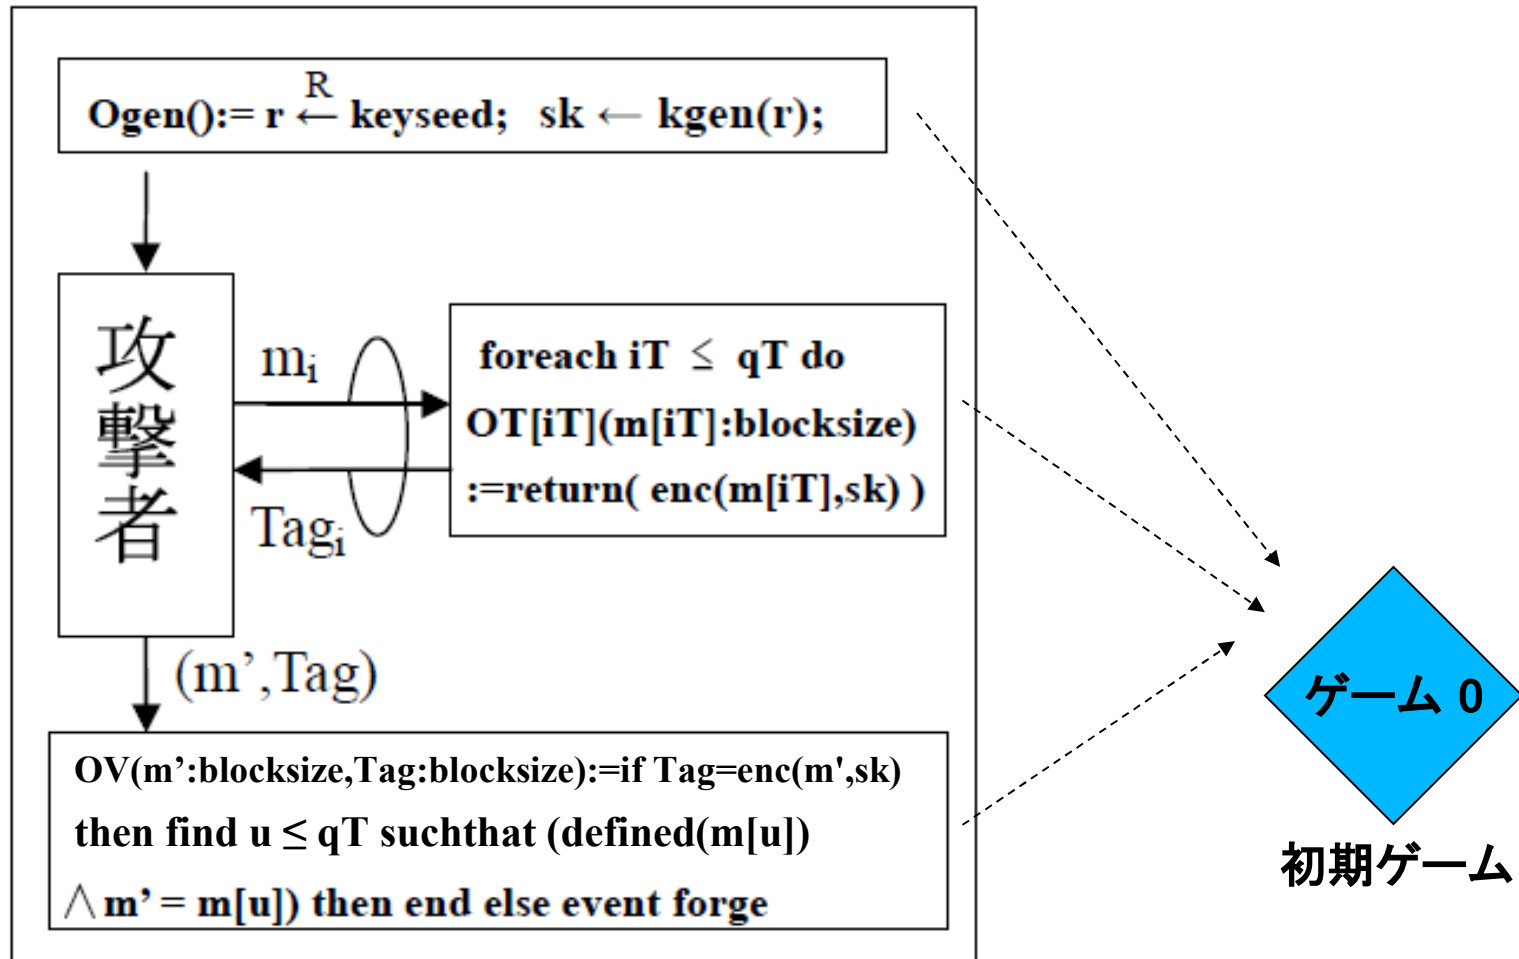 R
Ogen():= r ← keyseed; sk ← kgen(r);
攻撃者
mi
Tagi
foreach iT ≤ qT do
OT[iT](m[iT]:blocksize)
:=return( enc(m[iT],sk) )
(m’,Tag)
OV(m’:blocksize,Tag:blocksize):=if Tag=enc(m',sk)
then find u ≤ qT suchthat (defined(m[u])
∧ m’ = m[u]) then end else event forge
ゲーム 0
初期ゲーム